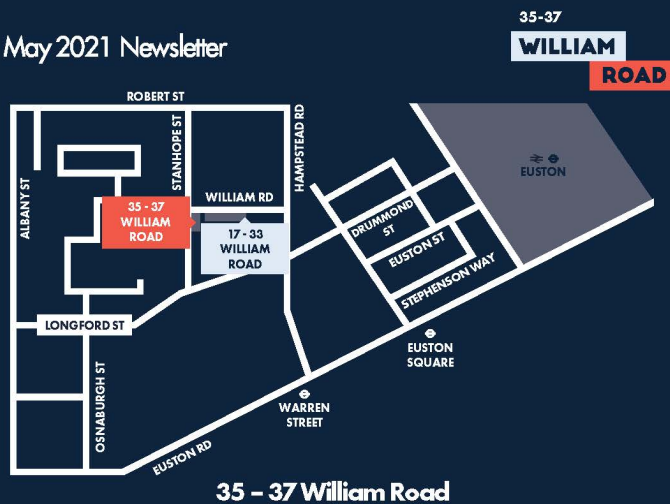 May 2021 Newsletter
35-37
WILLIAM
ROAD
ROBERT ST
ALBANY ST
STANHOPE ST
HAMPSTEAD RD
WILLIAM RD
35 - 37
WILLIAM
ROAD
17 - 33
WILLIAM
ROAD
EUSTON
DRUMMOND
ST
EUSTON ST
STEPHENSON WAY
LONGFORD ST
OSNABURGH ST
EUSTON
SQUARE
WARREN
STREET
EUSTON RD
35 – 37 William Road